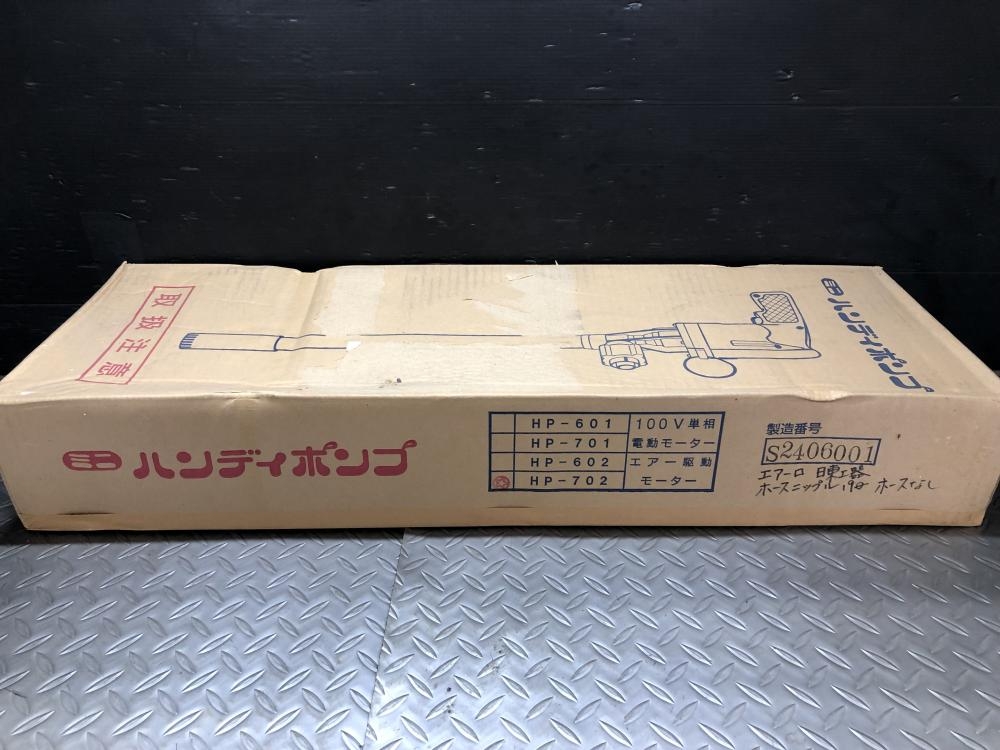 取扱注意
ハンディポンプ
ハンディポンプ
HP-601
HP-701
HP-602
HP-702
100V単相
電動モーター
エアー駆動
モーター
製造番号
S2406001
エアーロ 日東工器
ホースニップル 19φ ホースなし